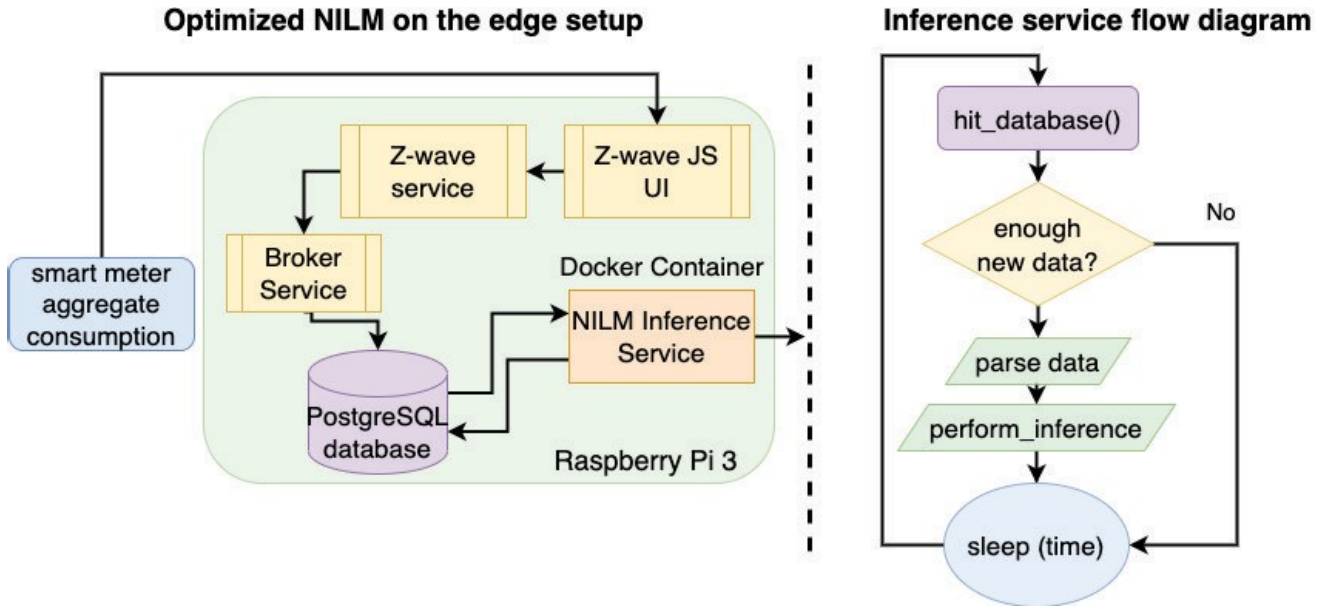 Optimized NILM on the edge setup
Z-wave
service
Z-wave JS
UI
Broker
Service
smart meter
aggregate
consumption
Docker Container
NILM Inference
Service
PostgreSQL
database
Raspberry Pi 3
Inference service flow diagram
hit_database()
enough
new data?
No
parse data
perform_inference
sleep (time)